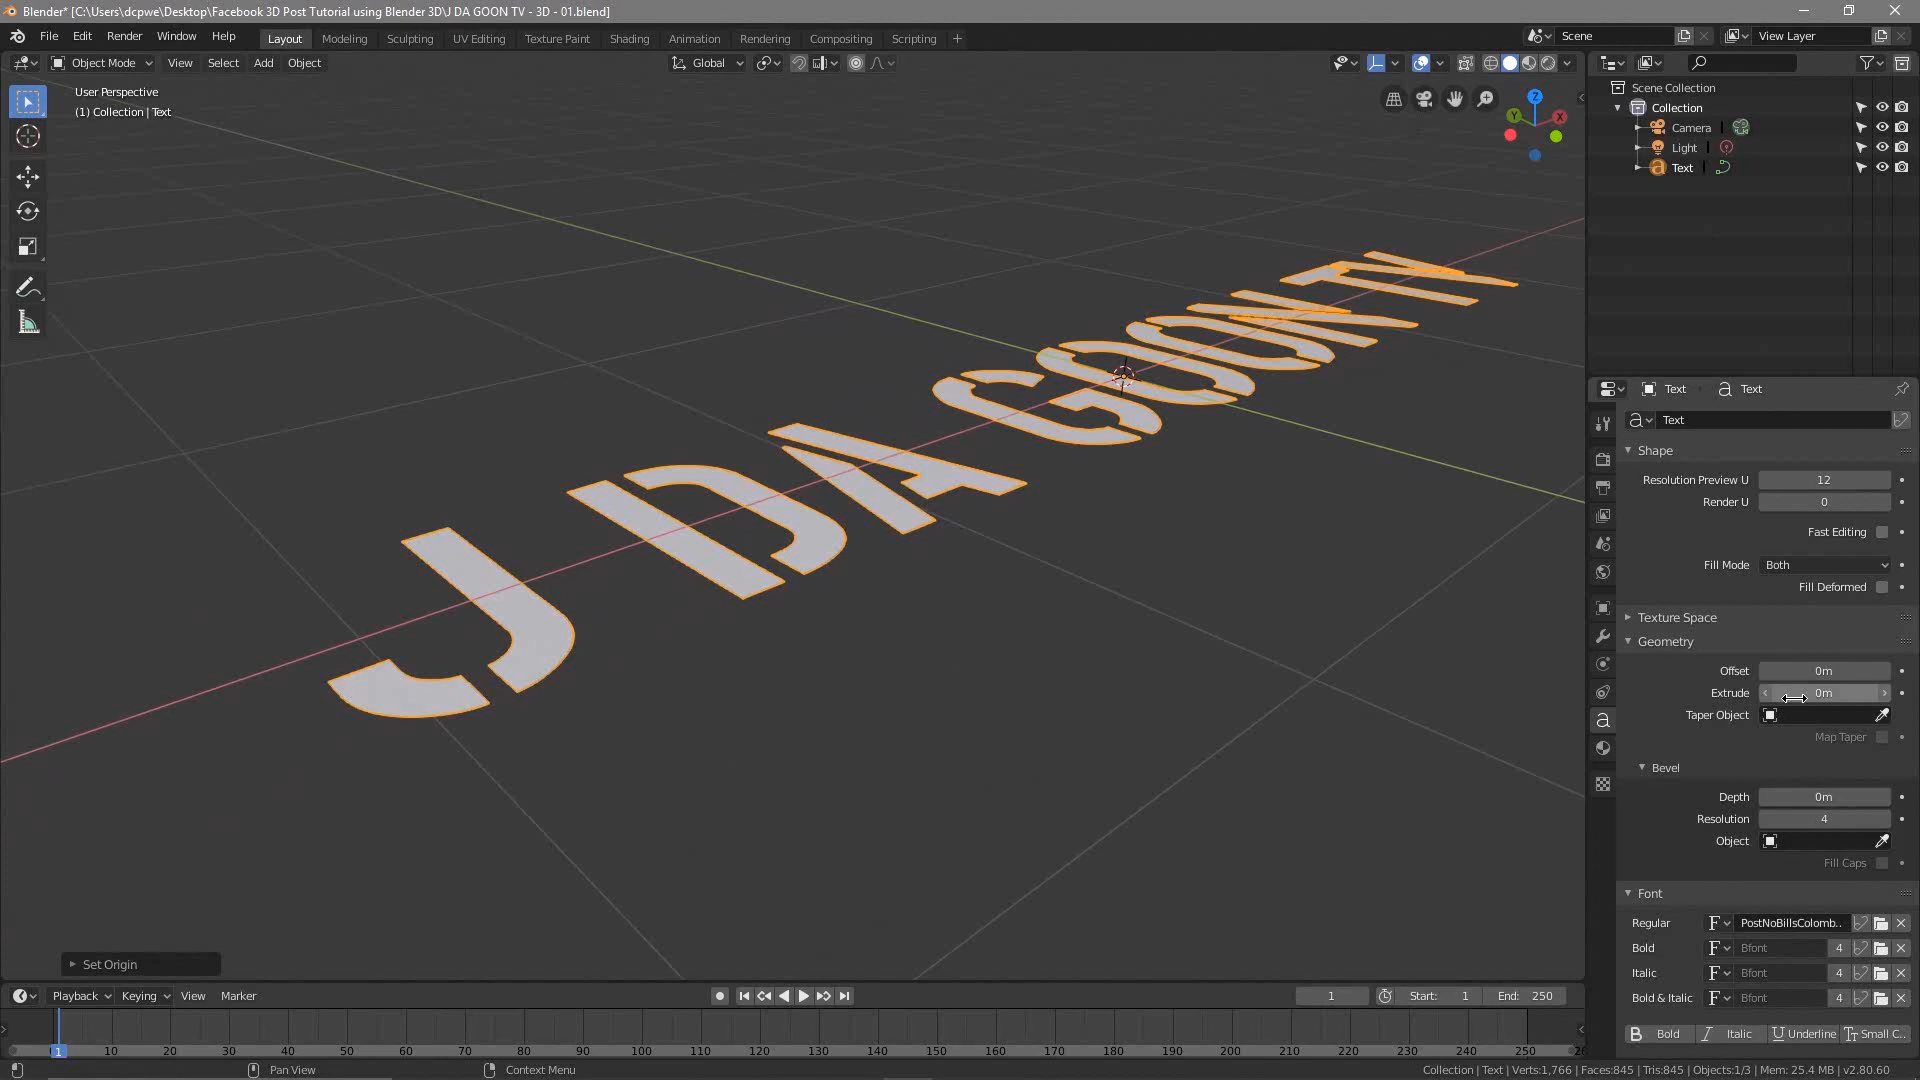 Blender* [C:\Users\dcpwe\Desktop\Facebook 3D Post Tutorial using Blender 3D\J DA GOON TV - 3D - 01.blend]
File Edit Render Window Help Layout Modeling Sculpting UV Editing Texture Paint Shading Animation Rendering Compositing Scripting + Scene View Layer
Object Mode View Select Add Object Global
User Perspective
(1) Collection | Text
Z
Y X
J DA GOON TV
Scene Collection
Collection
Camera
Light
Text
Text Text
Text
Shape
Resolution Preview U 12
Render U 0
Fast Editing
Fill Mode Both
Fill Deformed
Texture Space
Geometry
Offset 0m
Extrude 0m
Taper Object
Map Taper
Bevel
Depth 0m
Resolution 4
Object
Fill Caps
Font
Regular PostNoBillsColomb..
Bold Bfont 4
Italic Bfont 4
Bold & Italic Bfont 4
B Bold I Italic U Underline Tт Small C..
Set Origin
Playback Keying View Marker 1 Start: 1 End: 250
1 10 20 30 40 50 60 70 80 90 100 110 120 130 140 150 160 170 180 190 200 210 220 230 240 250
Pan View Context Menu Collection | Text | Verts:1,766 | Faces:845 | Tris:845 | Objects:1/3 | Mem: 25.4 MB | v2.80.60